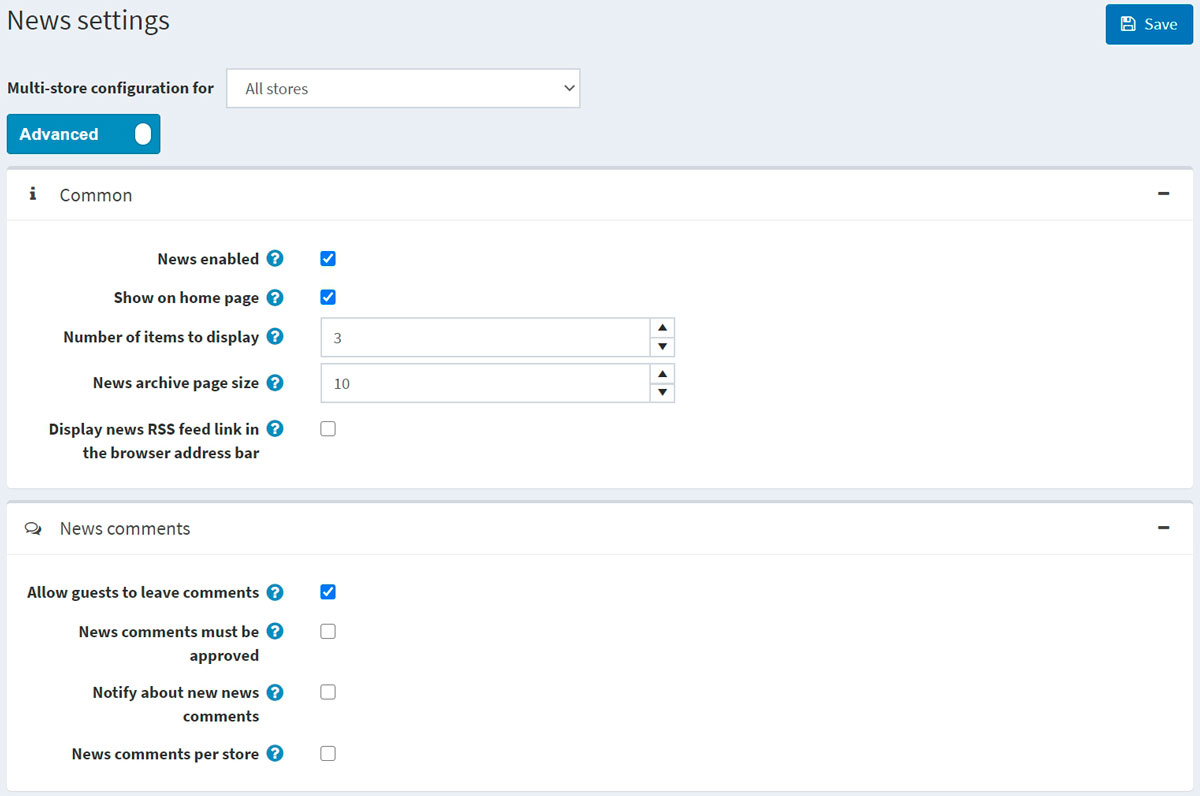 News settings
Save
Multi-store configuration for
All stores
Advanced
Common
News enabled
Show on home page
Number of items to display
3
News archive page size
10
Display news RSS feed link in
the browser address bar
News comments
Allow guests to leave comments
News comments must be
approved
Notify about new news
comments
News comments per store